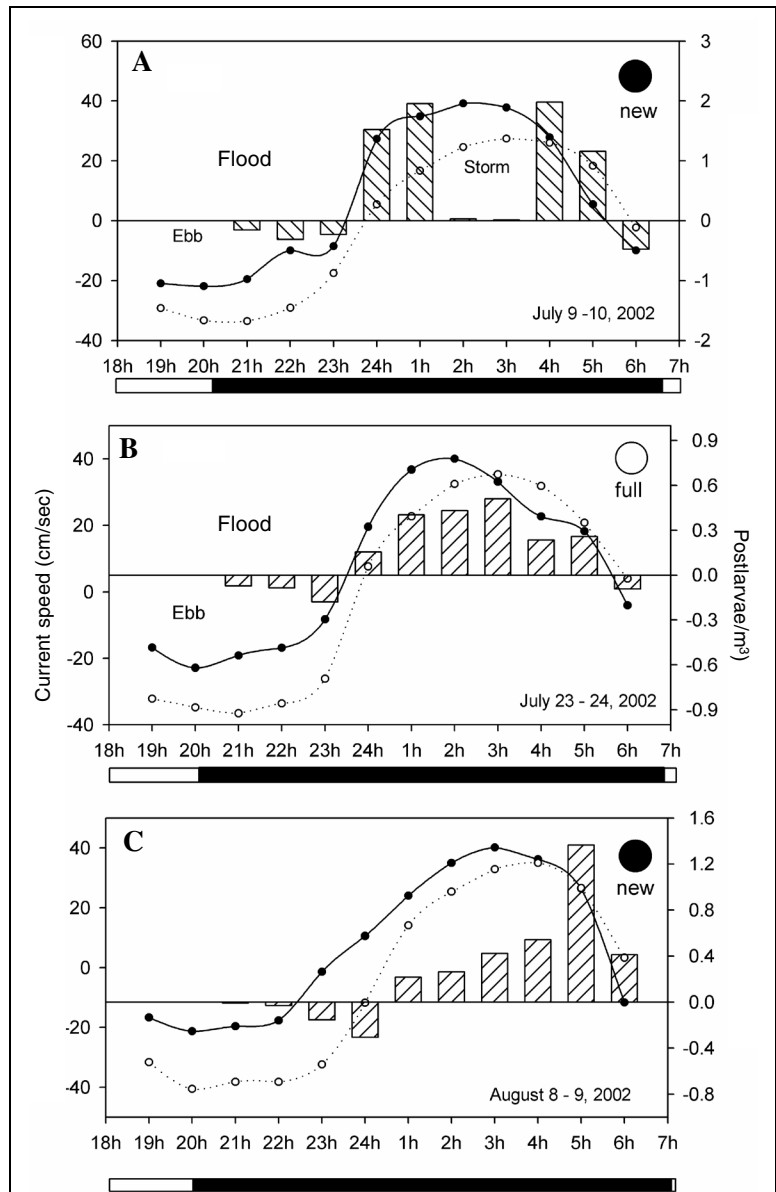 A
60
3
new
40
2
Flood
20
1
Storm
0
0
Ebb
-20
-1
July 9 -10, 2002
-40
-2
18h 19h 20h 21h 22h 23h 24h 1h 2h 3h 4h 5h 6h 7h
B
0.9
40
full
0.6
Flood
20
0.3
0.0
0
Ebb
-0.3
-20
-0.6
July 23 - 24, 2002
-0.9
-40
18h 19h 20h 21h 22h 23h 24h 1h 2h 3h 4h 5h 6h 7h
Current speed (cm/sec)
Postlarvae/m³
C
1.6
40
new
1.2
20
0.8
0.4
0
0.0
-20
-0.4
-40
-0.8
August 8 - 9, 2002
18h 19h 20h 21h 22h 23h 24h 1h 2h 3h 4h 5h 6h 7h